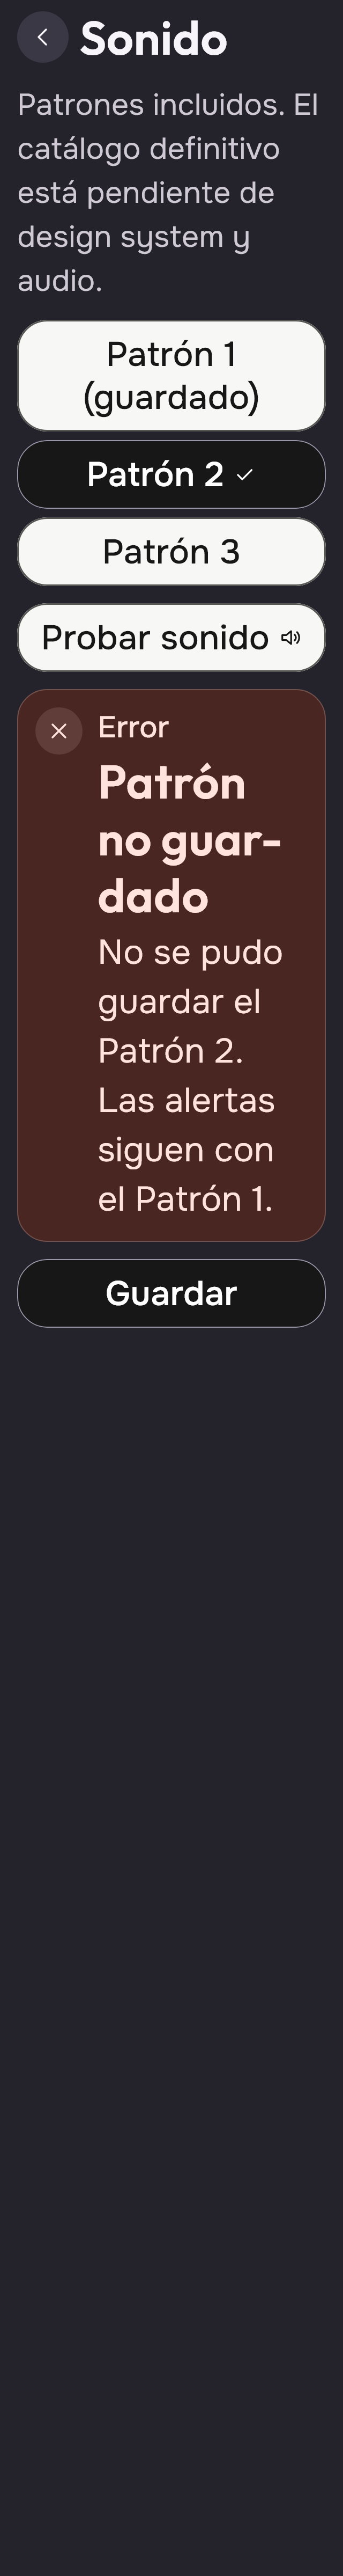 Sonido
Patrones incluidos. El
catálogo definitivo
está pendiente de
design system y
audio.
Patrón 1
(guardado)
Patrón 2
Patrón 3
Probar sonido
Error
Patrón
no guar-
dado
No se pudo
guardar el
Patrón 2.
Las alertas
siguen con
el Patrón 1.
Guardar